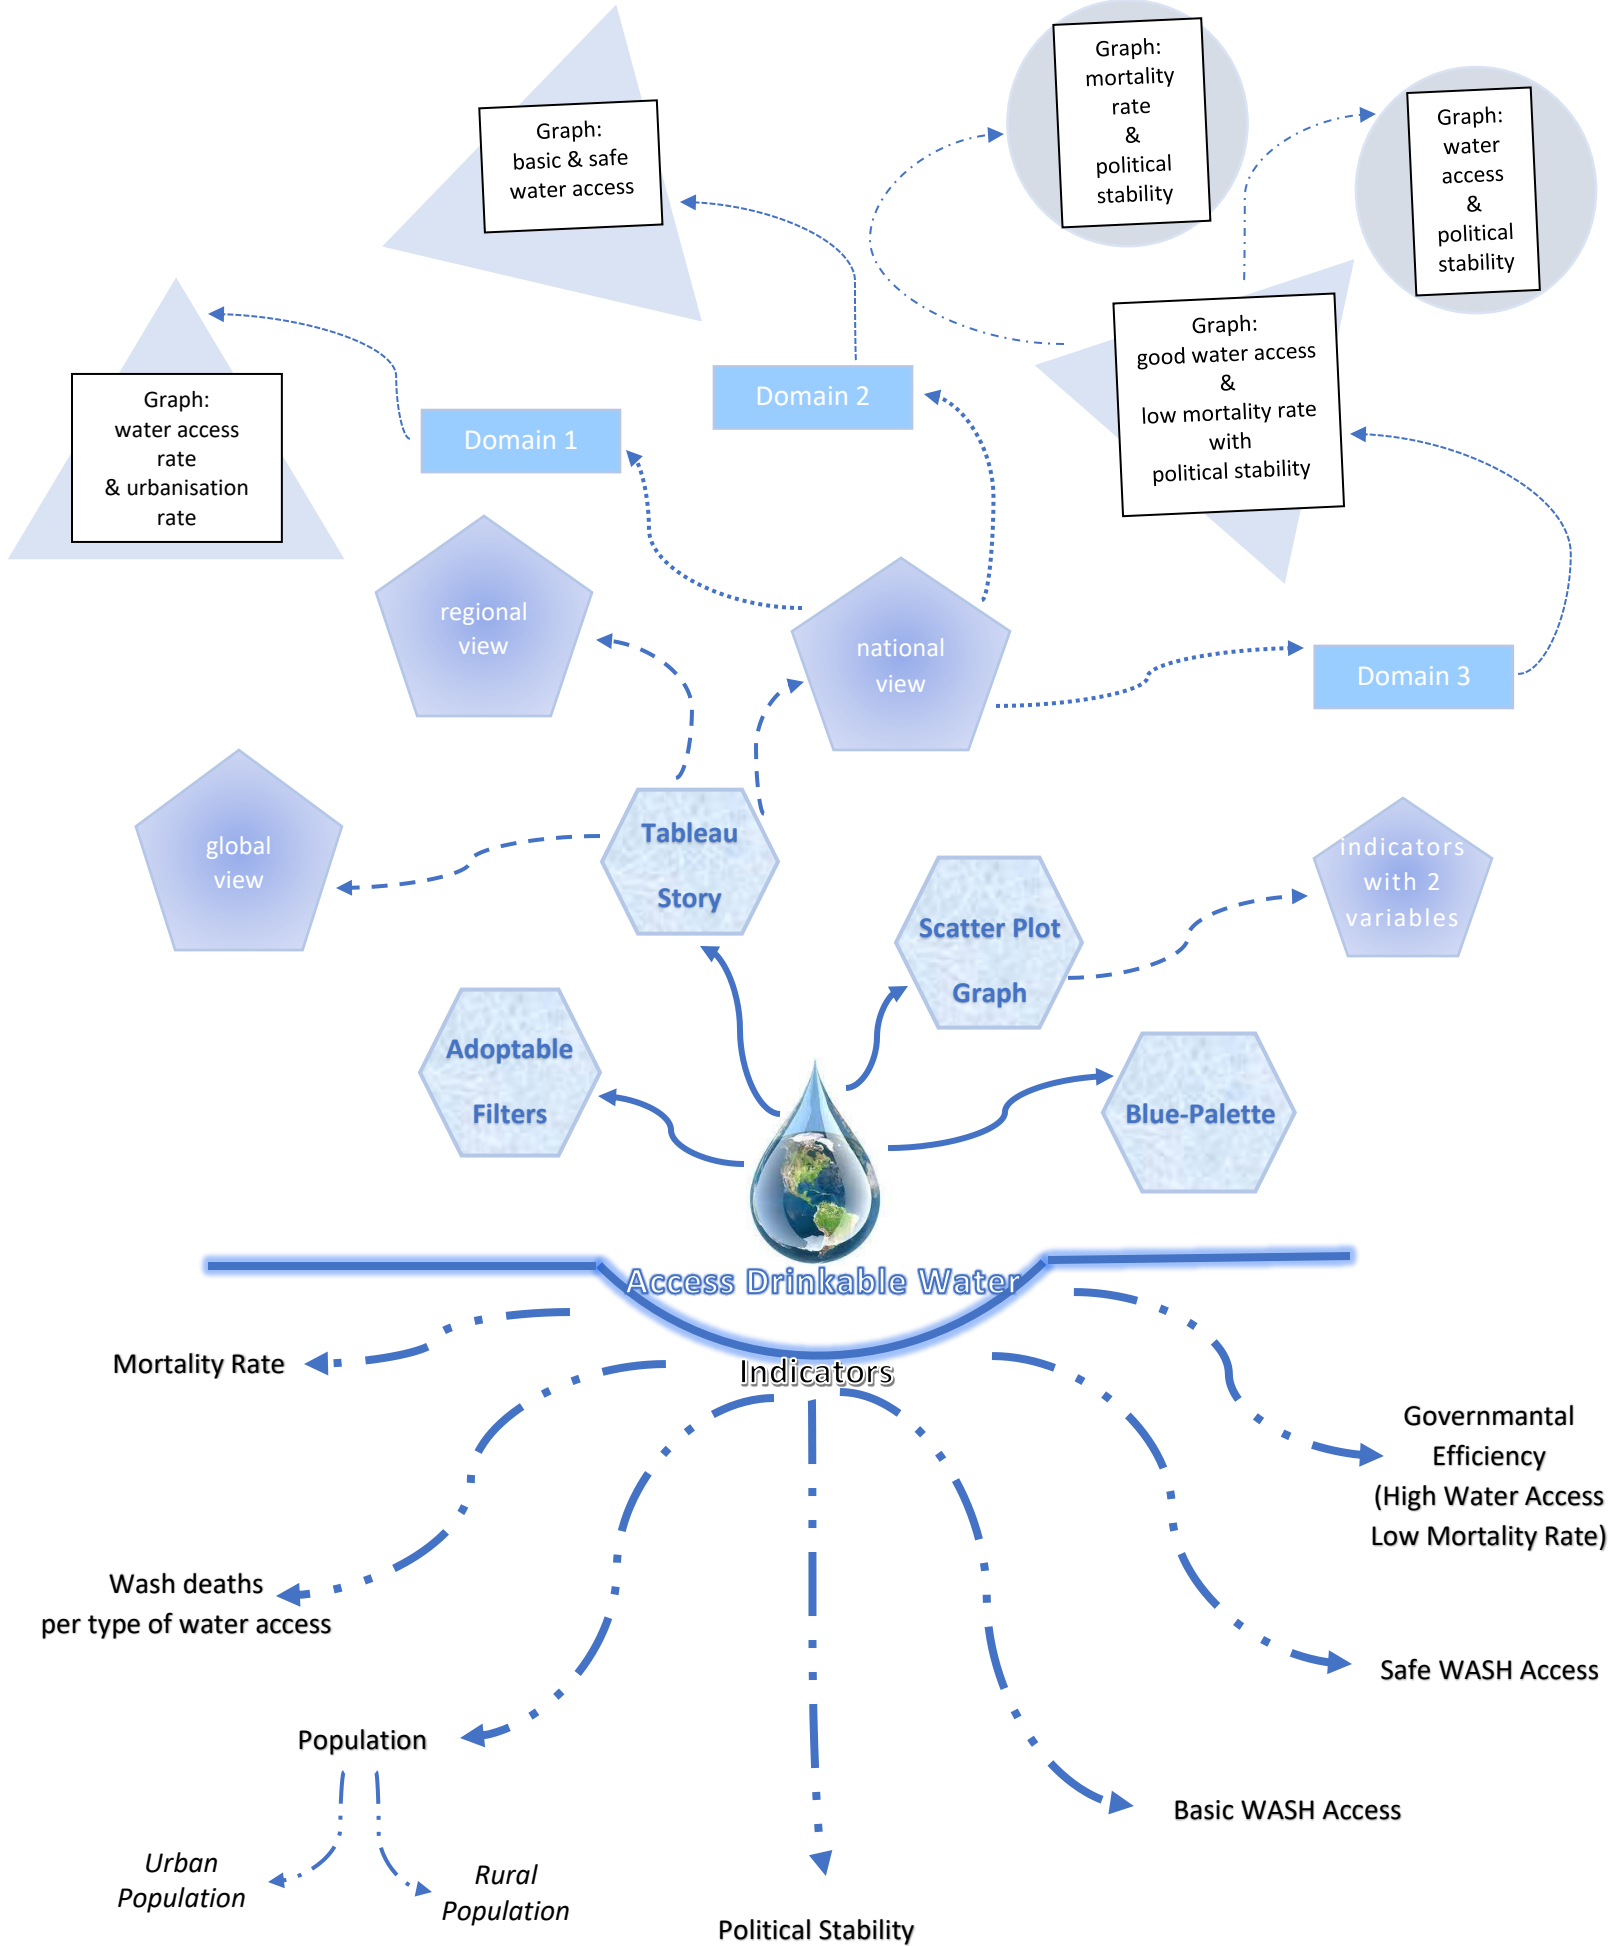 Graph:
mortality
rate
&
political
stability
Graph:
water
access
&
political
stability
Graph:
basic & safe
water access
Graph:
good water access
&
low mortality rate
with
political stability
Graph:
water access
rate
& urbanisation
rate
Domain 2
Domain 1
Domain 3
regional
view
national
view
global
view
Tableau
Story
indicators
with 2
variables
Scatter Plot
Graph
Adoptable
Filters
Blue-Palette
Access Drinkable Water
Indicators
Mortality Rate
Governmantal
Efficiency
(High Water Access
Low Mortality Rate)
Wash deaths
per type of water access
Safe WASH Access
Population
Basic WASH Access
Urban
Population
Rural
Population
Political Stability